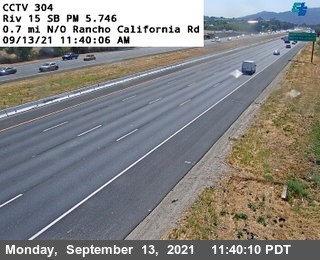 CCTV 304
Riv 15 SB PM 5.746
0.7 mi N/O Rancho California Rd
09/13/21 11:40:06 AM
Monday, September 13, 2021 11:40:10 PDT